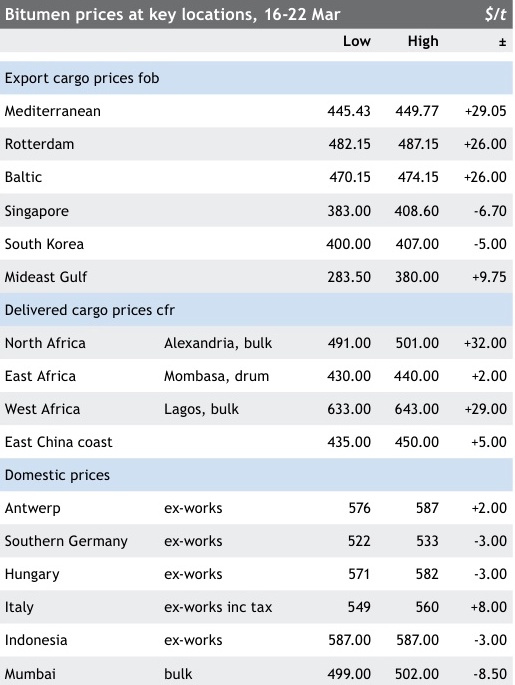 Bitumen prices at key locations, 16-22 Mar $/t
Low High ±
Export cargo prices fob
Mediterranean 445.43 449.77 +29.05
Rotterdam 482.15 487.15 +26.00
Baltic 470.15 474.15 +26.00
Singapore 383.00 408.60 -6.70
South Korea 400.00 407.00 -5.00
Mideast Gulf 283.50 380.00 +9.75
Delivered cargo prices cfr
North Africa Alexandria, bulk 491.00 501.00 +32.00
East Africa Mombasa, drum 430.00 440.00 +2.00
West Africa Lagos, bulk 633.00 643.00 +29.00
East China coast 435.00 450.00 +5.00
Domestic prices
Antwerp ex-works 576 587 +2.00
Southern Germany ex-works 522 533 -3.00
Hungary ex-works 571 582 -3.00
Italy ex-works inc tax 549 560 +8.00
Indonesia ex-works 587.00 587.00 -3.00
Mumbai bulk 499.00 502.00 -8.50